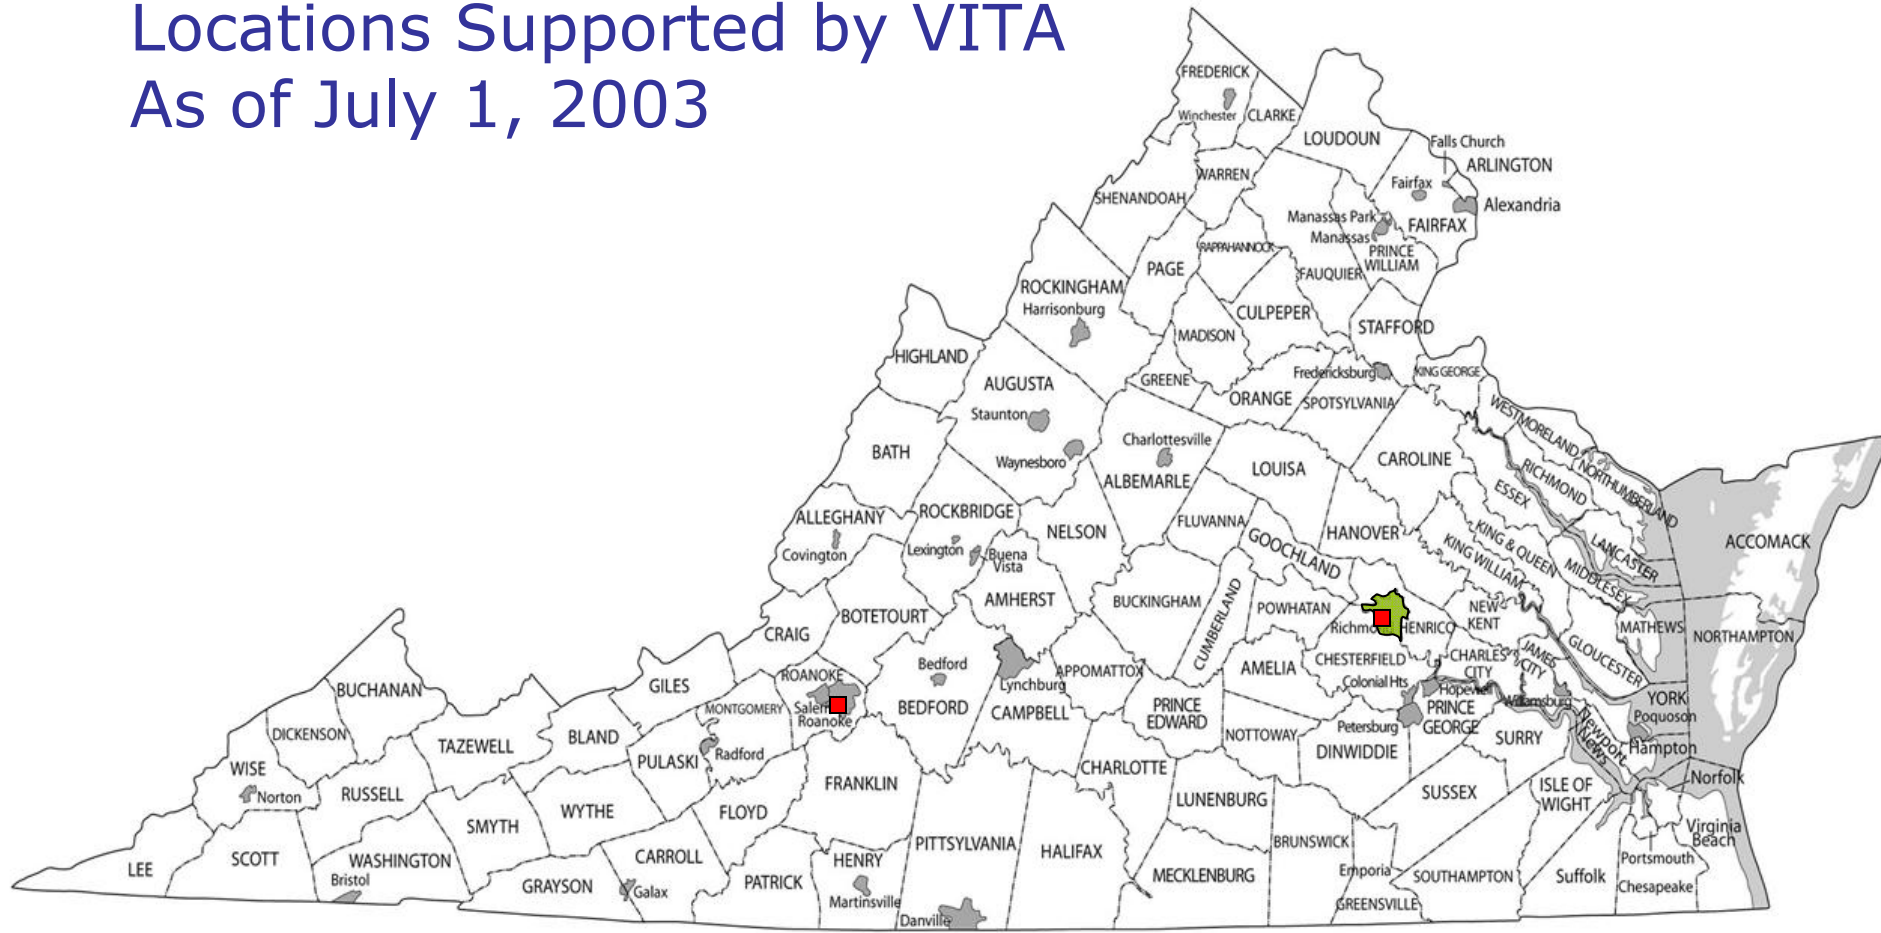 Locations Supported by VITA
As of July 1, 2003
FREDERICK
Winchester
CLARKE
LOUDOUN
Falls Church
ARLINGTON
WARREN
Fairfax
SHENANDOAH
Alexandria
Manassas Park
FAIRFAX
Manassas
RAPPAHANNOCK
PRINCE
WILLIAM
PAGE
FAUQUIER
ROCKINGHAM
Harrisonburg
CULPEPER
STAFFORD
MADISON
HIGHLAND
AUGUSTA
GREENE
Fredericksburg
KING GEORGE
ORANGE
SPOTSYLVANIA
Staunton
WESTMORELAND
Charlottesville
BATH
Waynesboro
LOUISA
CAROLINE
ALBEMARLE
RICHMOND
NORTHUMBERLAND
ESSEX
ALLEGHANY
ROCKBRIDGE
NELSON
FLUVANNA
GOOCHLAND
HANOVER
KING & QUEEN
KING WILLIAM
LANCASTER
ACCOMACK
Covington
Lexington
Buena
Vista
MIDDLESEX
AMHERST
BUCKINGHAM
CUMBERLAND
POWHATAN
NEW
KENT
BOTETOURT
CRAIG
Richmo
HENRICO
MATHEWS
NORTHAMPTON
GLOUCESTER
JAMES
CITY
CHARLES
CITY
CHESTERFIELD
AMELIA
Bedford
APPOMATTOX
ROANOKE
Lynchburg
Colonial Hts
Hopewell
GILES
BUCHANAN
MONTGOMERY
Salem
Roanoke
BEDFORD
CAMPBELL
PRINCE
EDWARD
PRINCE
GEORGE
Williamsburg
YORK
Poquoson
Petersburg
NOTTOWAY
DINWIDDIE
SURRY
Newport
News
Hampton
DICKENSON
TAZEWELL
BLAND
PULASKI
Radford
WISE
Norton
RUSSELL
FRANKLIN
CHARLOTTE
Norfolk
LUNENBURG
SUSSEX
ISLE OF
WIGHT
WYTHE
FLOYD
SMYTH
PITTSYLVANIA
HALIFAX
BRUNSWICK
Virginia
Beach
LEE
SCOTT
WASHINGTON
Bristol
CARROLL
HENRY
Portsmouth
GRAYSON
Galax
PATRICK
Martinsville
MECKLENBURG
Emporia
SOUTHAMPTON
Suffolk
Chesapeake
GREENSVILLE
Danville